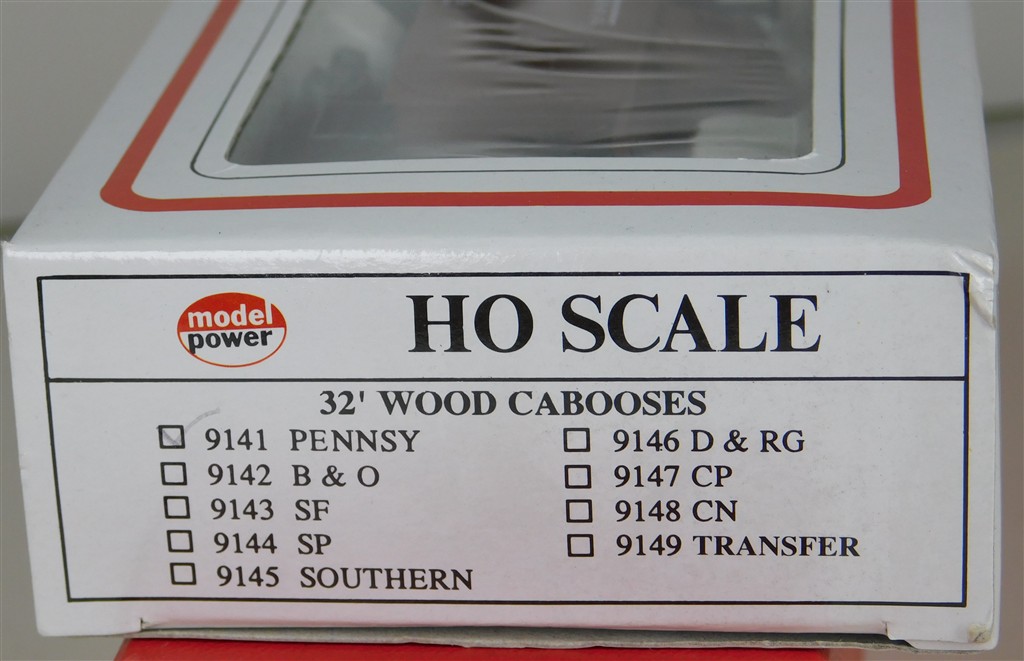 model
power
HO SCALE
32' WOOD CABOOSES
9141 PENNSY
9142 B & O
9143 SF
9144 SP
9145 SOUTHERN
9146 D & RG
9147 CP
9148 CN
9149 TRANSFER